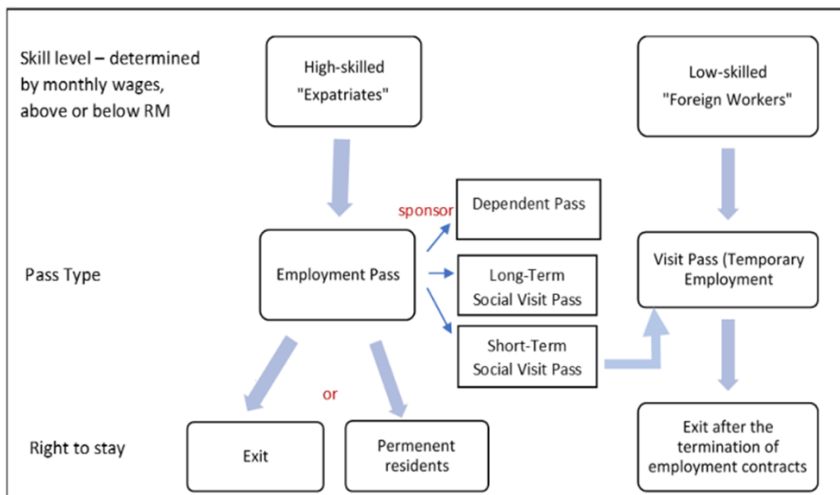 Skill level – determined
by monthly wages,
above or below RM
High-skilled
"Expatriates"
Low-skilled
"Foreign Workers"
sponsor
Dependent Pass
Pass Type
Employment Pass
Long-Term
Social Visit Pass
Short-Term
Social Visit Pass
Visit Pass (Temporary
Employment
or
Right to stay
Exit
Permenent
residents
Exit after the
termination of
employment contracts